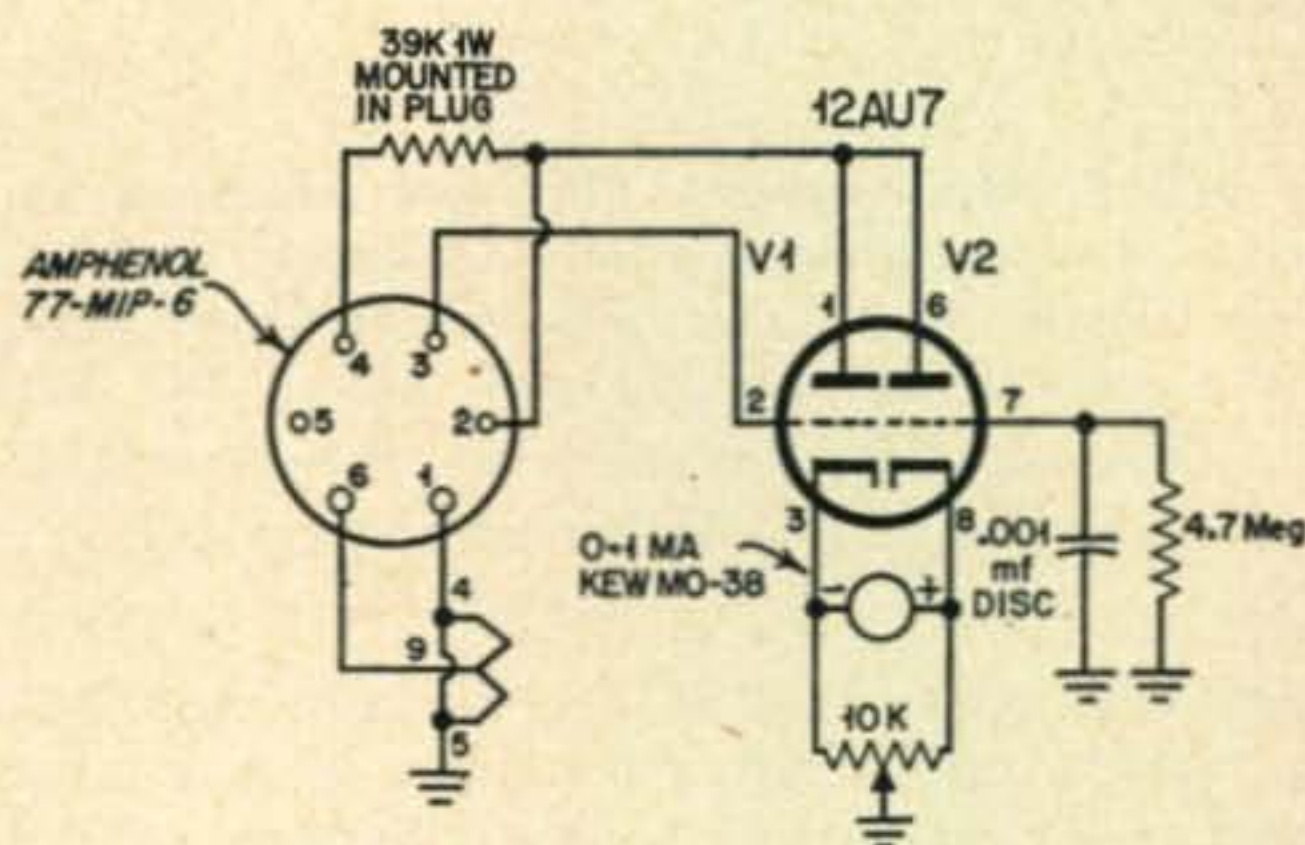 39K 1W
MOUNTED
IN PLUG
12AU7
AMPHENOL
77-MIP-6
V1
V2
1
6
4
3
2
7
5
2
6
1
3
8
.001
mf
DISC
4.7 Meg
0-1 MA
KEW MO-38
-
+
4
9
5
10K